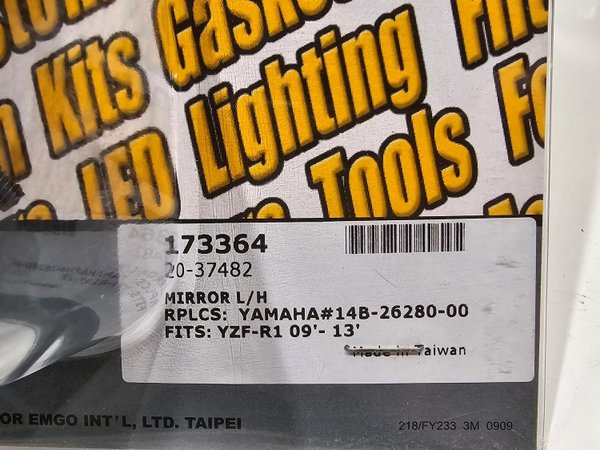 Kits Gaskets
Lighting
LED
Tools
173364
20-37482
MIRROR L/H
RPLCS: YAMAHA#14B-26280-00
FITS: YZF-R1 09'- 13'
Made in Taiwan
OR EMGO INT'L, LTD. TAIPEI
218/FY233 3M 0909